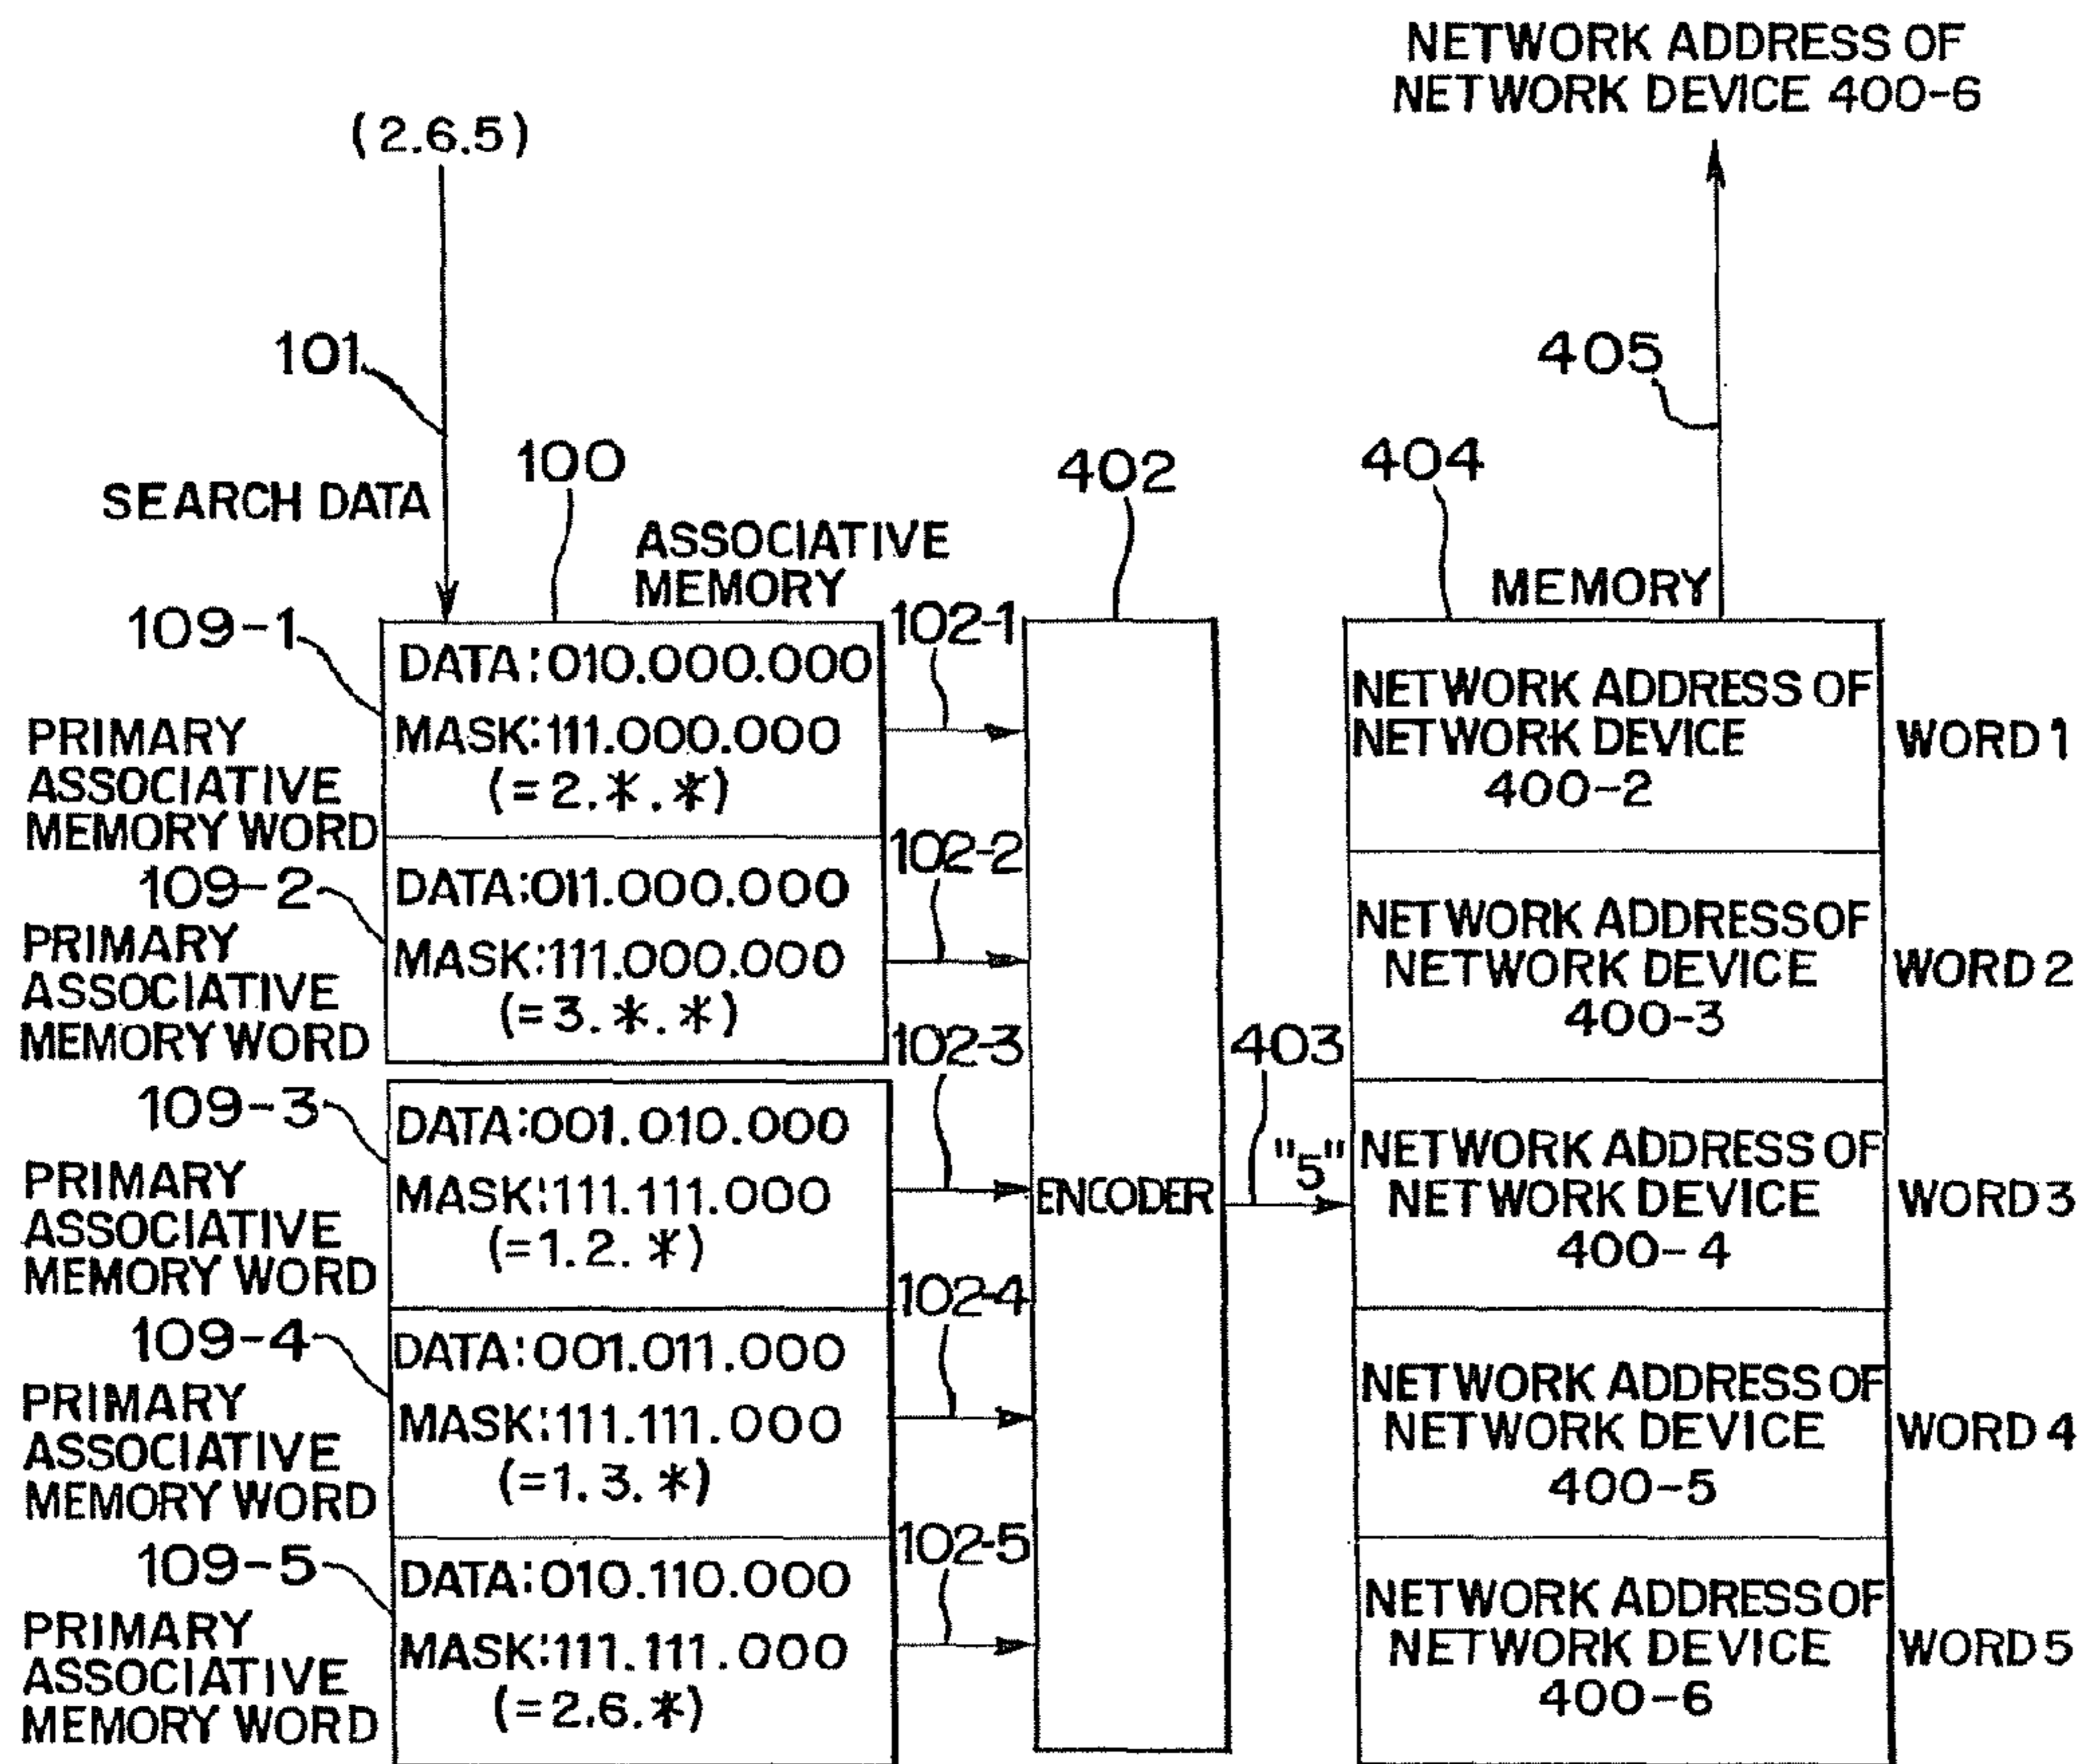 NETWORK ADDRESS OF
NETWORK DEVICE 400-6
(2.6.5)
101
405
SEARCH DATA
100
ASSOCIATIVE
MEMORY
402
404
MEMORY
109-1
PRIMARY
ASSOCIATIVE
MEMORY WORD
DATA:010.000.000
MASK:111.000.000
(=2.*.*)
102-1
109-2
PRIMARY
ASSOCIATIVE
MEMORY WORD
DATA:011.000.000
MASK:111.000.000
(=3.*.*)
102-2
109-3
PRIMARY
ASSOCIATIVE
MEMORY WORD
DATA:001.010.000
MASK:111.111.000
(=1.2.*)
102-3
109-4
PRIMARY
ASSOCIATIVE
MEMORY WORD
DATA:001.011.000
MASK:111.111.000
(=1.3.*)
102-4
109-5
PRIMARY
ASSOCIATIVE
MEMORY WORD
DATA:010.110.000
MASK:111.111.000
(=2.6.*)
102-5
ENCODER
403
"5"
NETWORK ADDRESS OF
NETWORK DEVICE
400-2
WORD 1
NETWORK ADDRESS OF
NETWORK DEVICE
400-3
WORD 2
NETWORK ADDRESS OF
NETWORK DEVICE
400-4
WORD 3
NETWORK ADDRESS OF
NETWORK DEVICE
400-5
WORD 4
NETWORK ADDRESS OF
NETWORK DEVICE
400-6
WORD 5